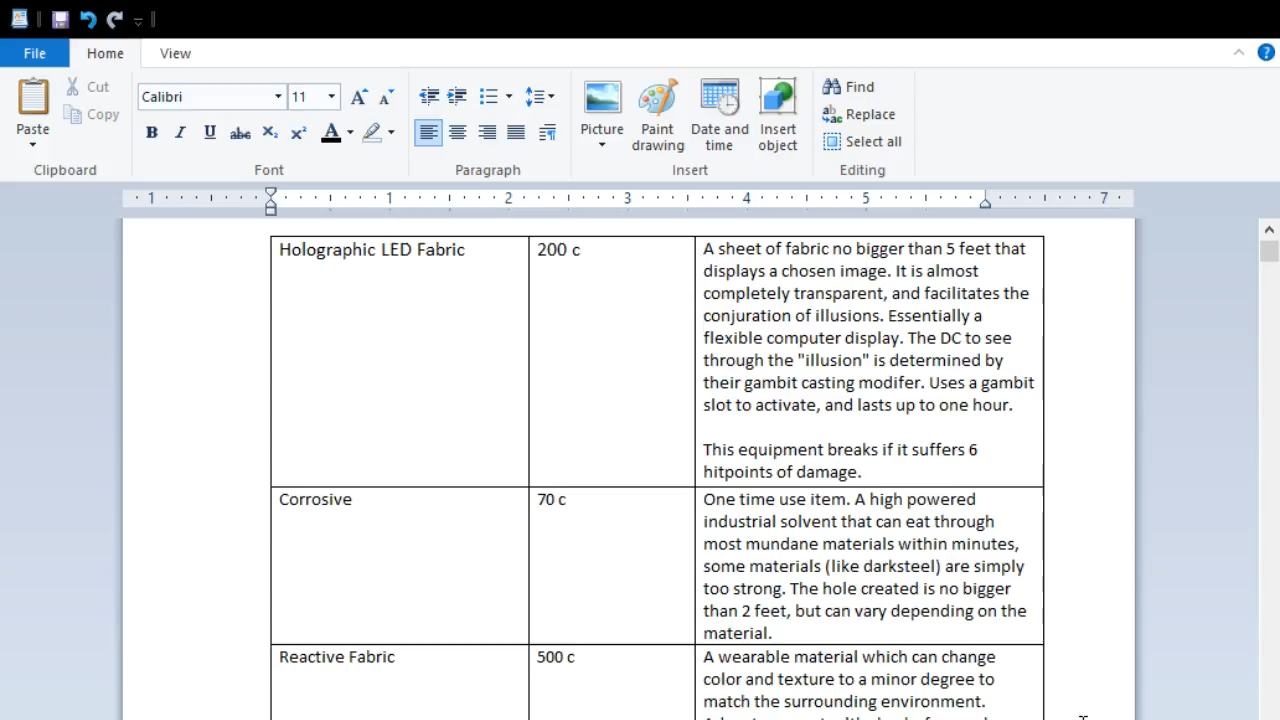 File
Home
View
Paste
Cut
Copy
Calibri
11
Picture
Paint
drawing
Date and
time
Insert
object
Find
Replace
Select all
Clipboard
Font
Paragraph
Insert
Editing
1 1 2 3 4 5 7
Holographic LED Fabric
200 c
A sheet of fabric no bigger than 5 feet that
displays a chosen image. It is almost
completely transparent, and facilitates the
conjuration of illusions. Essentially a
flexible computer display. The DC to see
through the "illusion" is determined by
their gambit casting modifer. Uses a gambit
slot to activate, and lasts up to one hour.
This equipment breaks if it suffers 6
hitpoints of damage.
Corrosive
70 c
One time use item. A high powered
industrial solvent that can eat through
most mundane materials within minutes,
some materials (like darksteel) are simply
too strong. The hole created is no bigger
than 2 feet, but can vary depending on the
material.
Reactive Fabric
500 c
A wearable material which can change
color and texture to a minor degree to
match the surrounding environment.